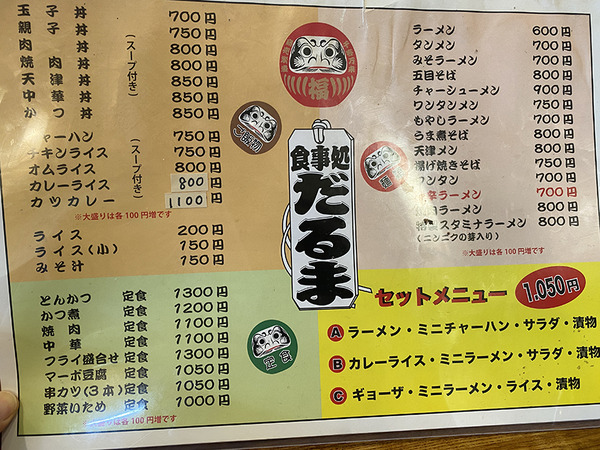 玉子丼 700円
親子丼 750円
肉丼 800円
焼肉丼 850円
天津丼 800円
中華丼 850円
かつ丼 850円
(スープ付き)
チャーハン 750円
チキンライス 750円
オムライス 800円
カレーライス 800円
カツカレー 1100円
(スープ付き)
※大盛りは各100円増です
ライス 200円
ライス(小) 150円
みそ汁 150円
とんかつ 定食 1300円
かつ煮 定食 1200円
焼肉 定食 1100円
中華 定食 1100円
フライ盛合せ 定食 1300円
マーボ豆腐 定食 1050円
串カツ(3本) 定食 1050円
野菜いため 定食 1000円
大盛りは各100円増です
福
ご飯物
食事処
だるま
麺
定食
ラーメン 600円
タンメン 700円
みそラーメン 700円
五目そば 800円
チャーシューメン 900円
ワンタンメン 750円
もやしラーメン 700円
うま煮そば 800円
天津メン 800円
揚げ焼きそば 750円
ワンタン 700円
辛ラーメン 700円
ラーメン 800円
スタミナラーメン 800円
(ニンニクの芽入り)
※大盛りは各100円増です
セットメニュー 1.050円
A ラーメン・ミニチャーハン・サラダ・漬物
B カレーライス・ミニラーメン・サラダ・漬物
C ギョーザ・ミニラーメン・ライス・漬物